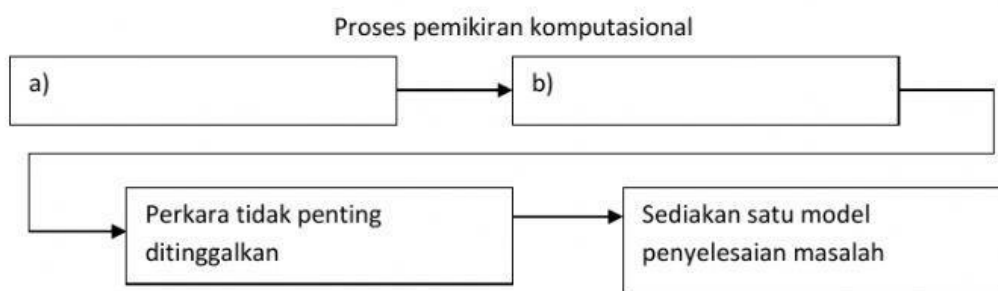 Proses pemikiran komputasional
a)
b)
Perkara tidak penting
ditinggalkan
Sediakan satu model
penyelesaian masalah